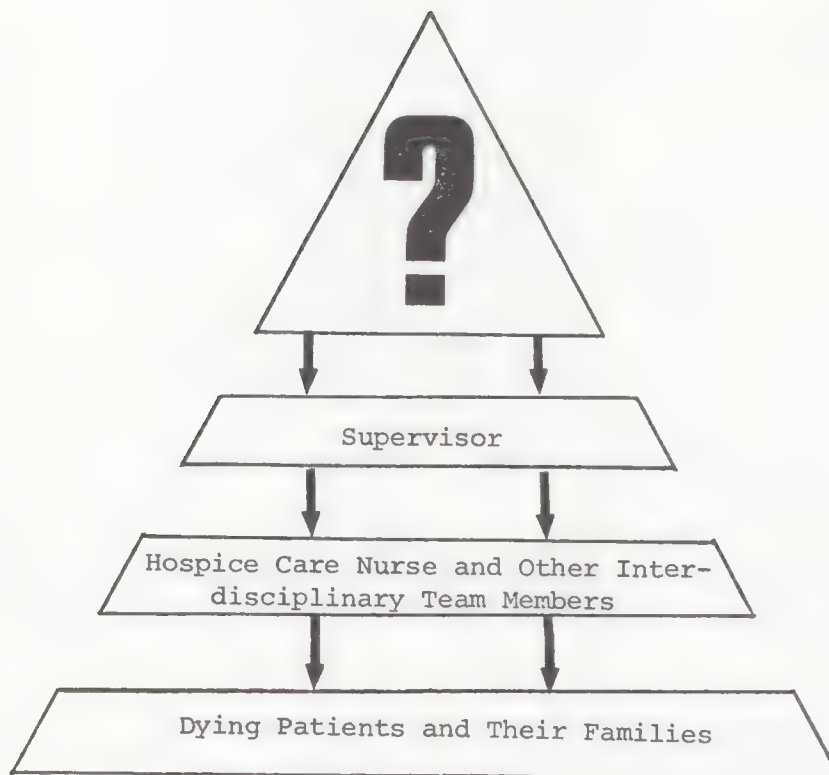 ?
Supervisor
Hospice Care Nurse and Other Inter-
disciplinary Team Members
Dying Patients and Their Families